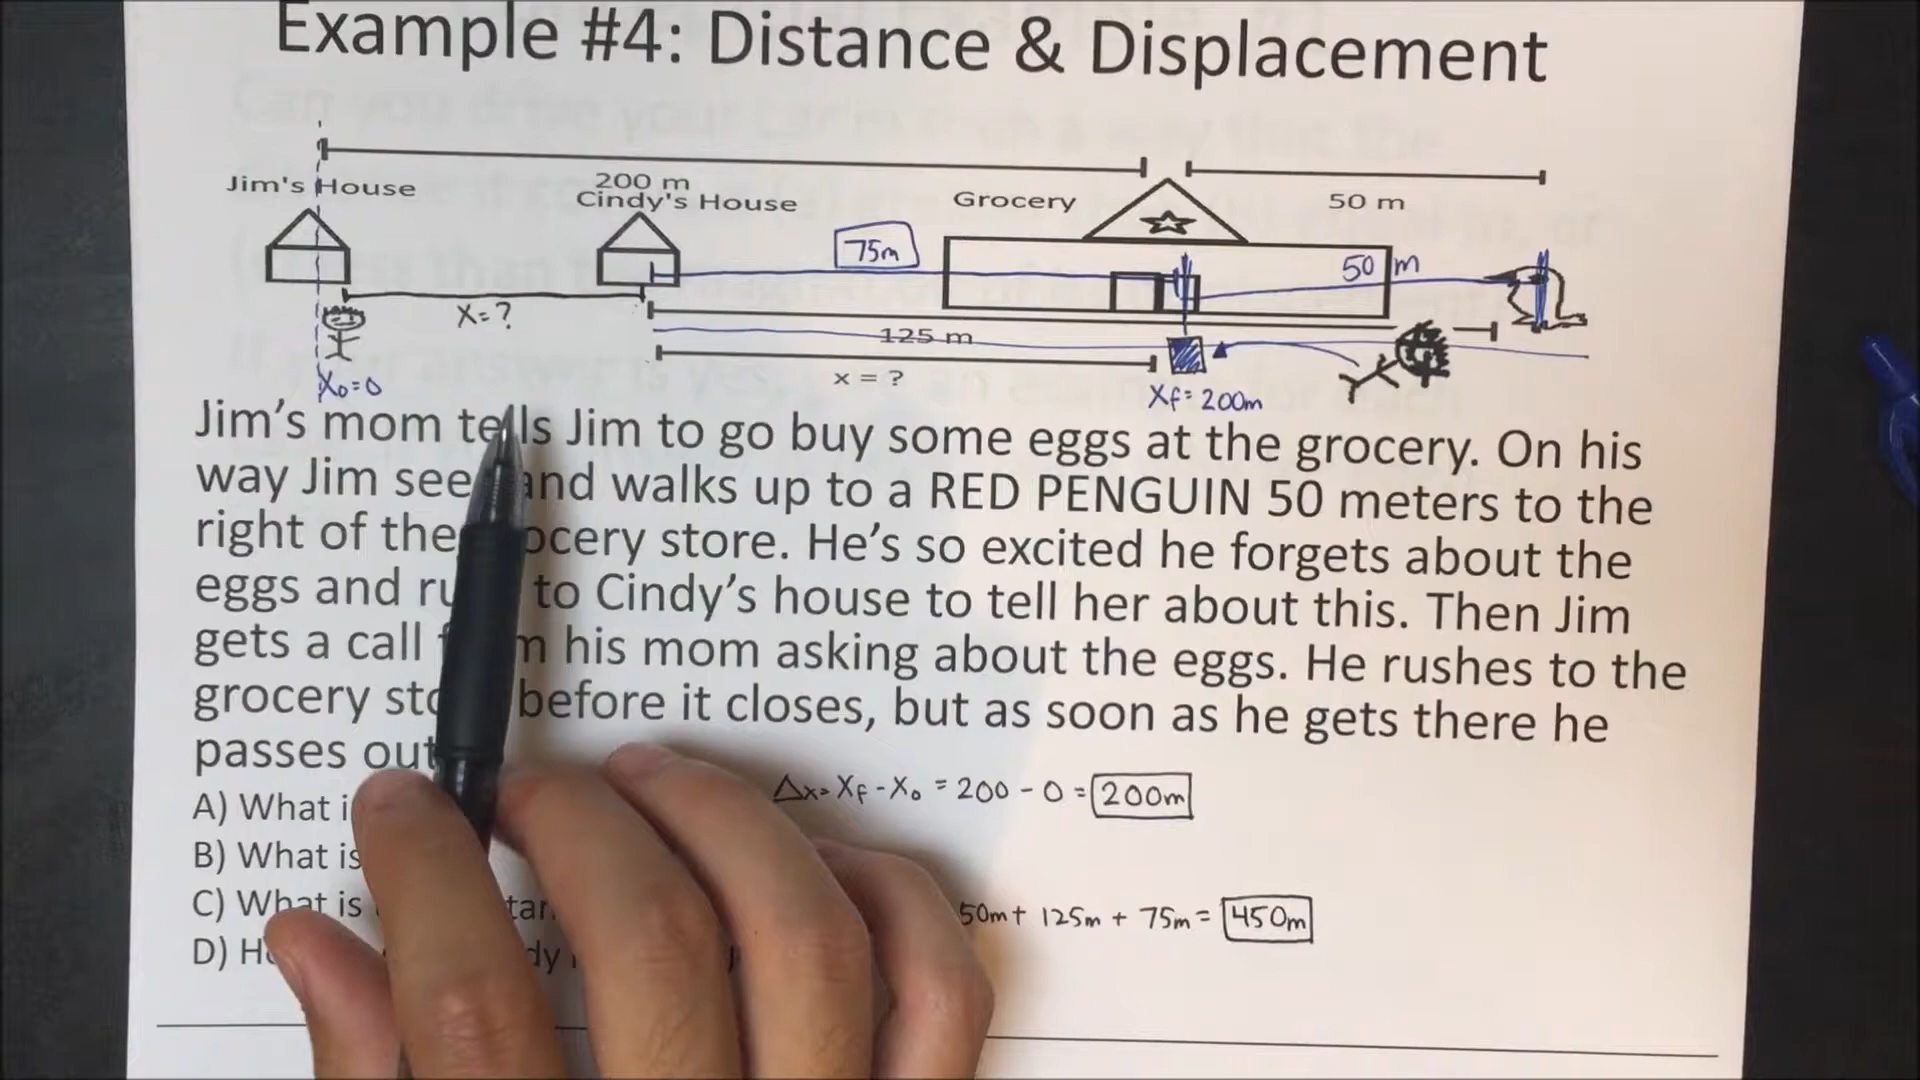 Example #4: Distance & Displacement
Jim's House
200 m
Cindy's House
Grocery
50 m
75m
50 m
X=?
125 m
x = ?
X₀=0
Xf=200m
Jim's mom tells Jim to go buy some eggs at the grocery. On his
way Jim see and walks up to a RED PENGUIN 50 meters to the
right of the ocery store. He's so excited he forgets about the
eggs and ru to Cindy's house to tell her about this. Then Jim
gets a call m his mom asking about the eggs. He rushes to the
grocery sto before it closes, but as soon as he gets there he
passes out
A) What i
Δx= Xf - X₀ = 200 - 0 = 200m
B) What is
C) What is tan
50m + 125m + 75m = 450m
D) H dy